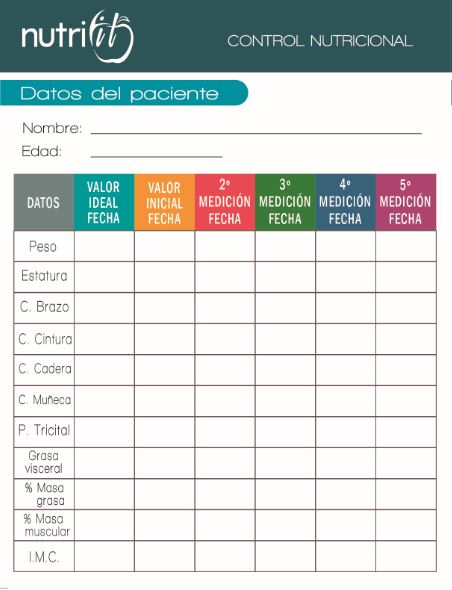 nutrifit
CONTROL NUTRICIONAL
Datos del paciente
Nombre:
Edad:
DATOS
VALOR
IDEAL
FECHA
VALOR
INICIAL
FECHA
2º
MEDICIÓN
FECHA
3º
MEDICIÓN
FECHA
4º
MEDICIÓN
FECHA
5º
MEDICIÓN
FECHA
Peso
Estatura
C. Brazo
C. Cintura
C. Cadera
C. Muñeca
P. Tricital
Grasa
visceral
% Masa
grasa
% Masa
muscular
I.M.C.